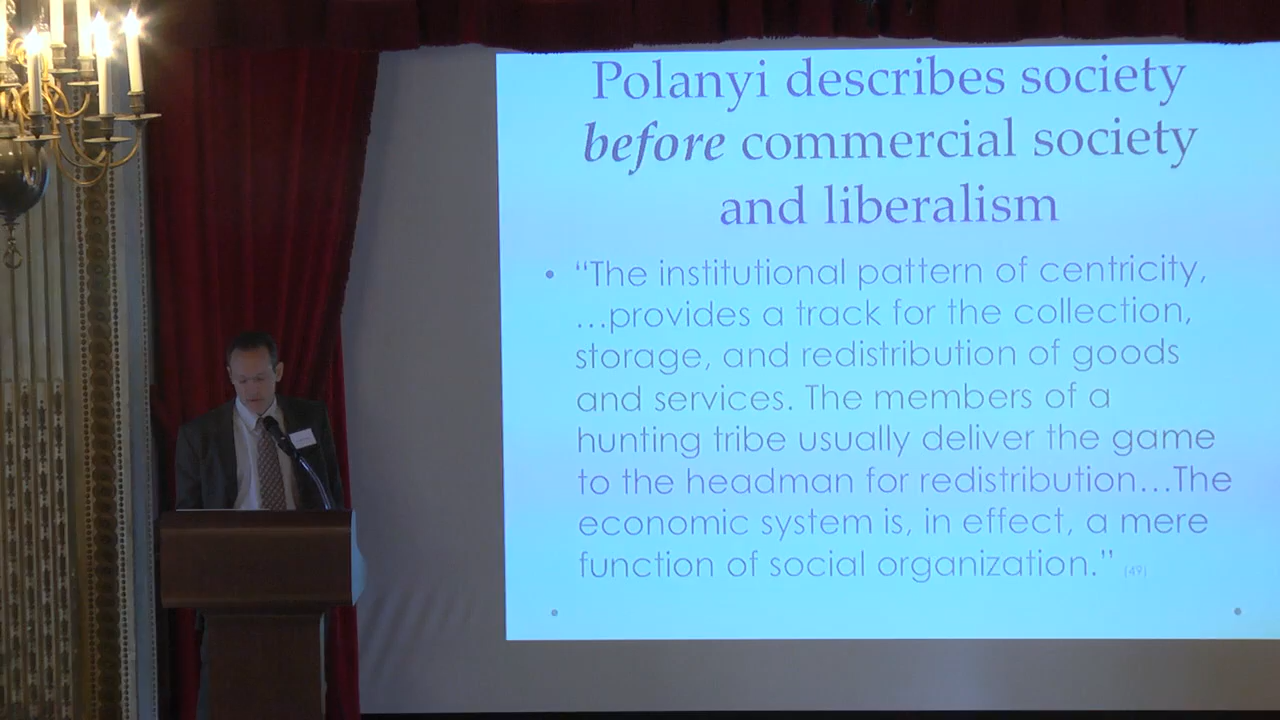 Polanyi describes society
before commercial society
and liberalism
• “The institutional pattern of centricity,
…provides a track for the collection,
storage, and redistribution of goods
and services. The members of a
hunting tribe usually deliver the game
to the headman for redistribution…The
economic system is, in effect, a mere
function of social organization.” (49)